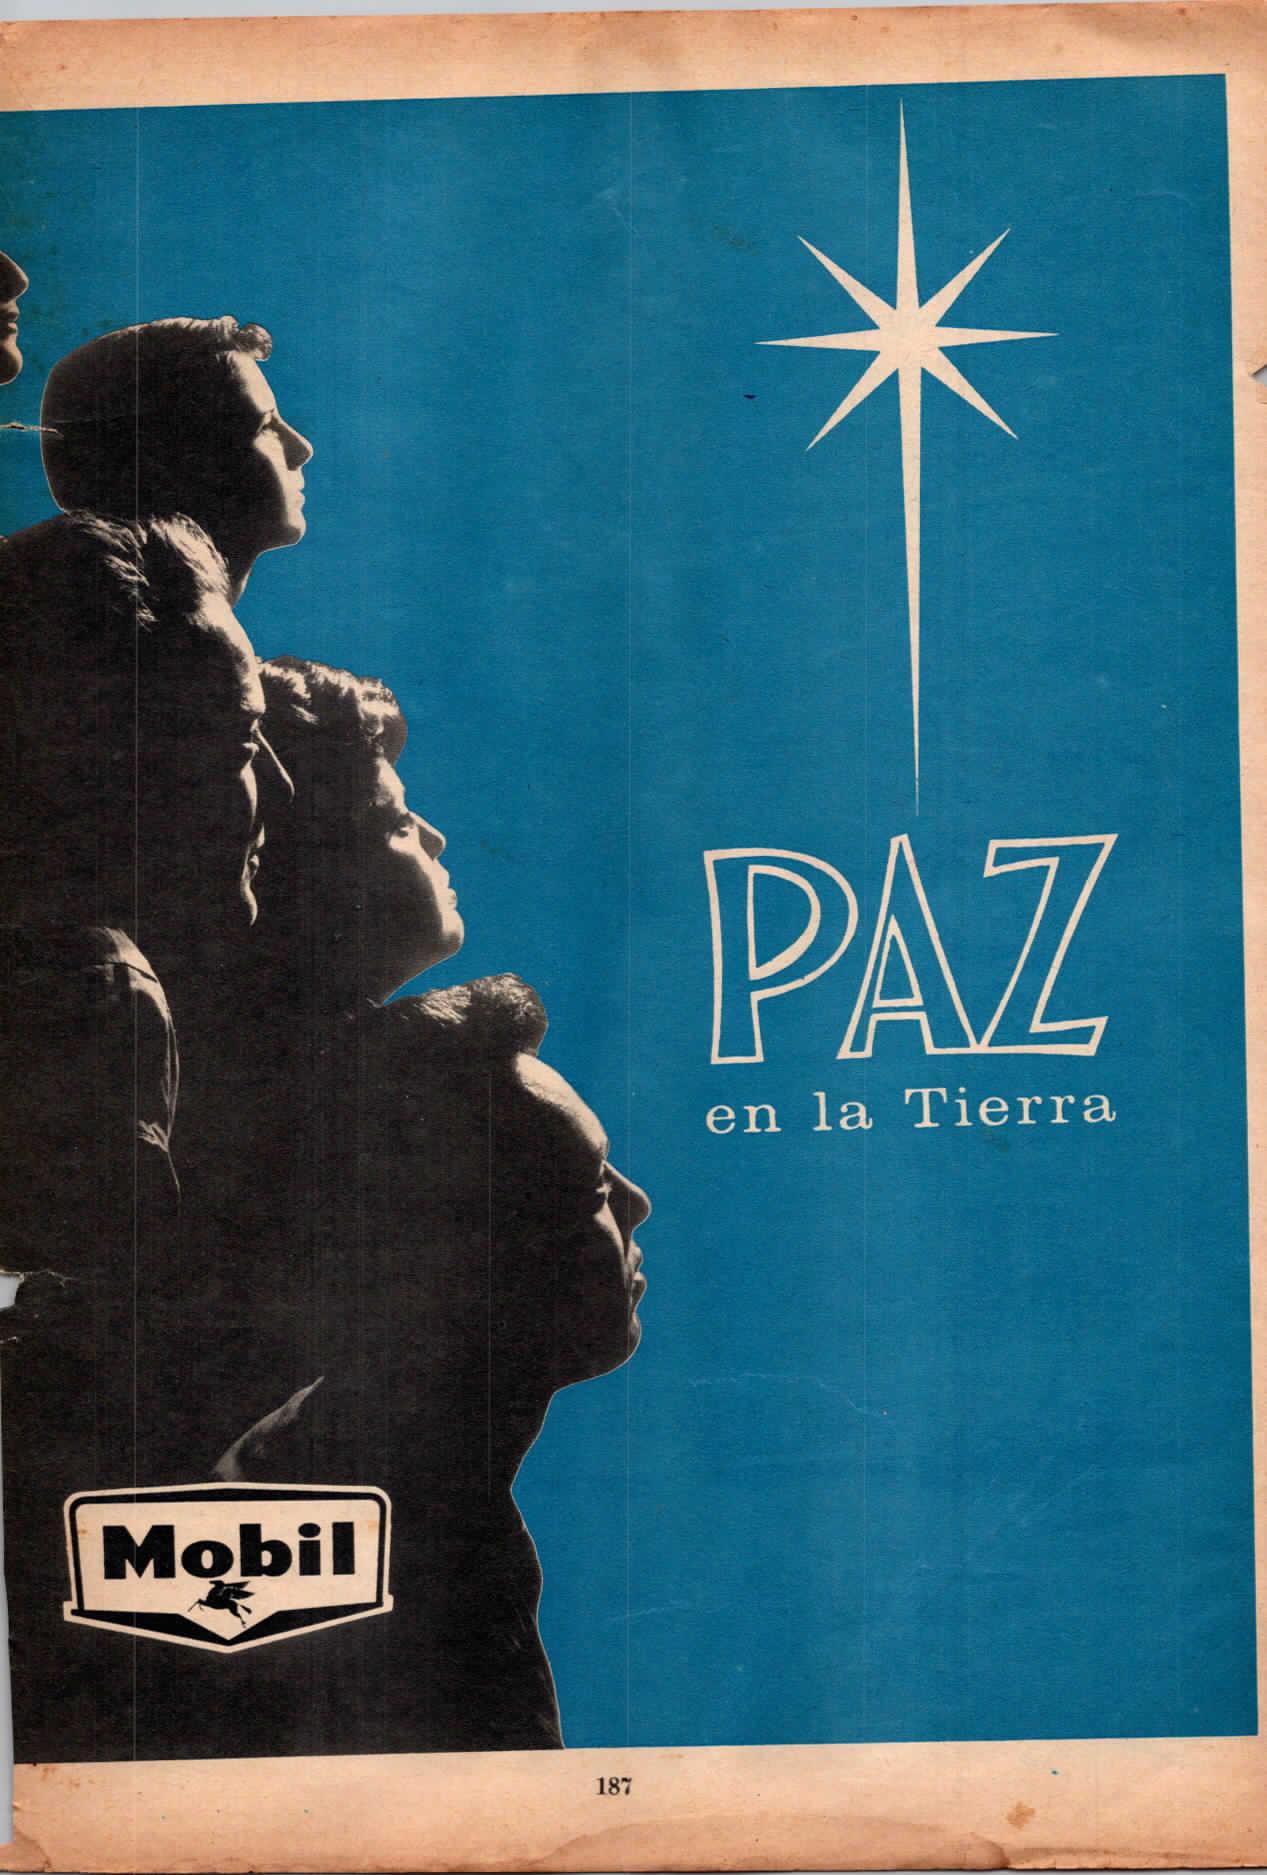 PAZ
en la Tierra
Mobil
187